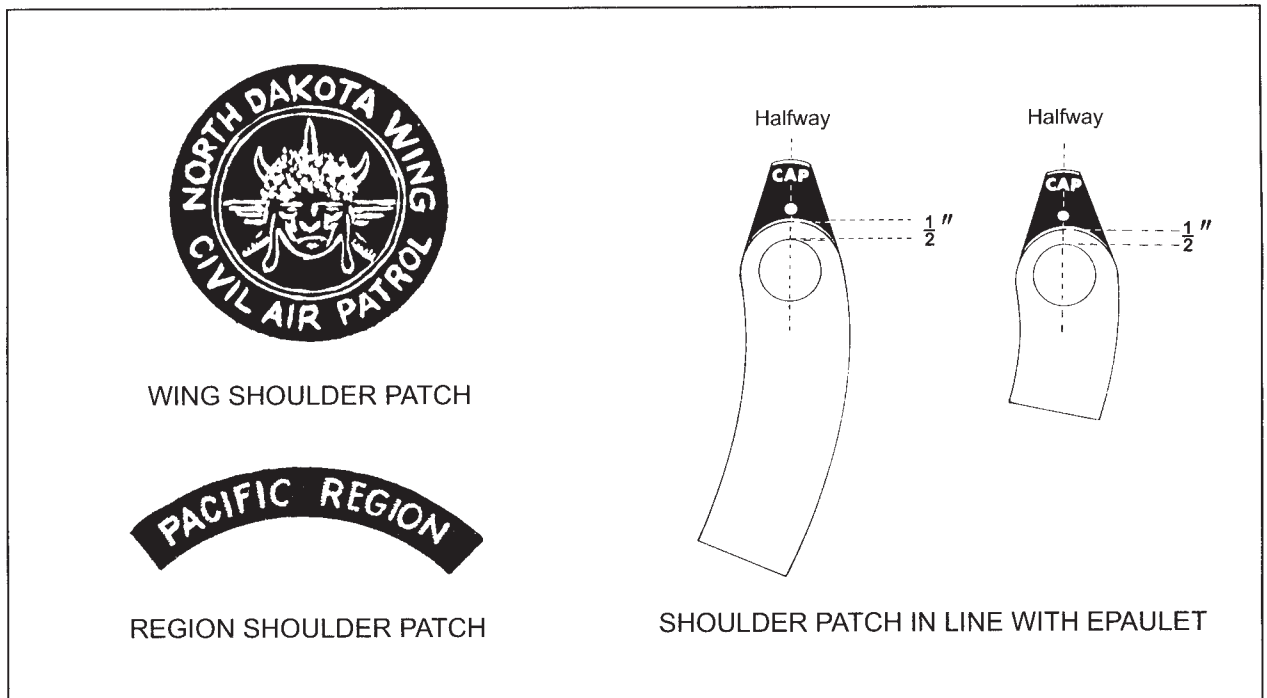 NORTH DAKOTA WING
CIVIL AIR PATROL
WING SHOULDER PATCH
PACIFIC REGION
REGION SHOULDER PATCH
Halfway
CAP
1/2"
Halfway
CAP
1/2"
SHOULDER PATCH IN LINE WITH EPAULET